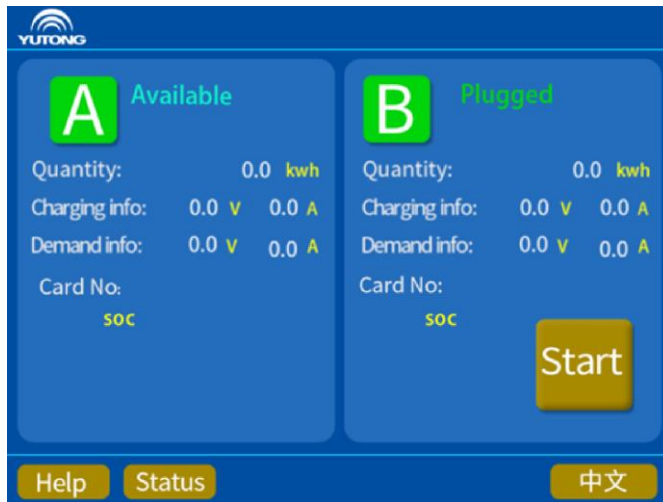 YUTONG
A Available
Quantity: 0.0 kwh
Charging info: 0.0 V 0.0 A
Demand info: 0.0 V 0.0 A
Card No:
SOC
B Plugged
Quantity: 0.0 kwh
Charging info: 0.0 V 0.0 A
Demand info: 0.0 V 0.0 A
Card No:
SOC
Start
Help Status 中文